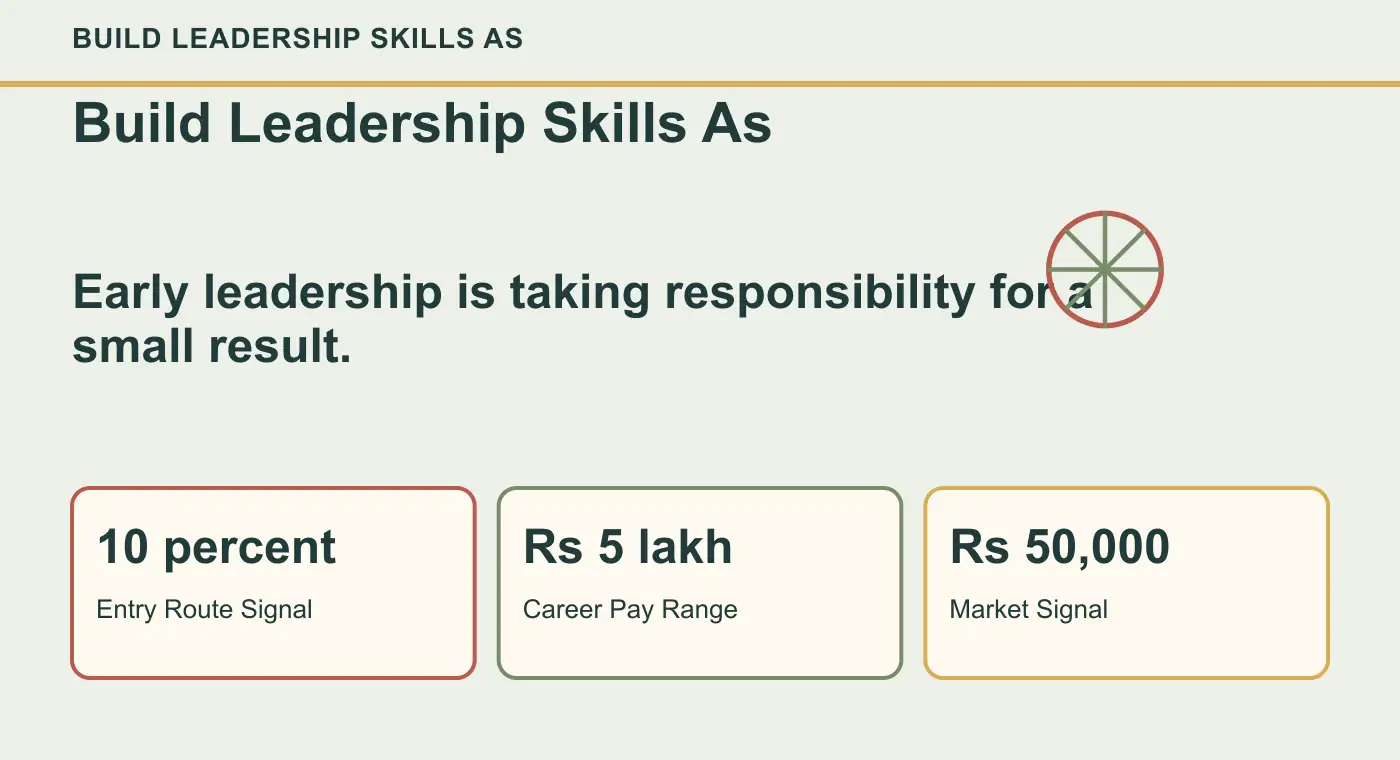 BUILD LEADERSHIP SKILLS AS
Build Leadership Skills As
Early leadership is taking responsibility for a
small result.
10 percent
Entry Route Signal
Rs 5 lakh
Career Pay Range
Rs 50,000
Market Signal